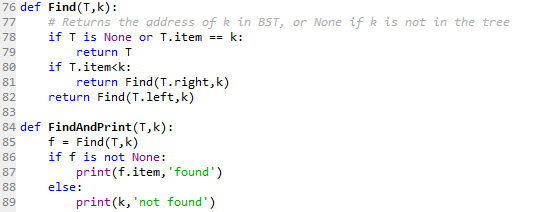 76 def Find(T,k):
77     # Returns the address of k in BST, or None if k is not in the tree
78     if T is None or T.item == k:
79         return T
80     if T.item<k:
81         return Find(T.right,k)
82     return Find(T.left,k)
83
84 def FindAndPrint(T,k):
85     f = Find(T,k)
86     if f is not None:
87         print(f.item,'found')
88     else:
89         print(k,'not found')